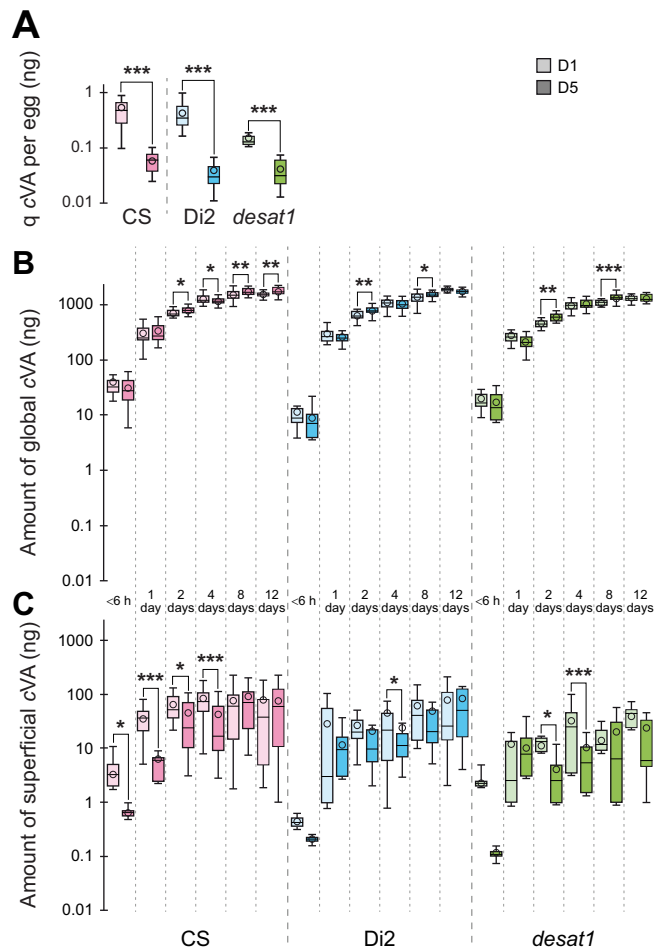 A
q cVA per egg (ng)
1
0.1
0.01
*** *** ***
CS Di2 desat1
D1
D5
B
Amount of global cVA (ng)
1000
100
10
1
0.1
0.01
* * ** ** ** * ** ***
<6 h 1 day 2 days 4 days 8 days 12 days <6 h 1 day 2 days 4 days 8 days 12 days <6 h 1 day 2 days 4 days 8 days 12 days
C
Amount of superficial cVA (ng)
1000
100
10
1
0.1
0.01
* *** * *** * * ***
CS Di2 desat1